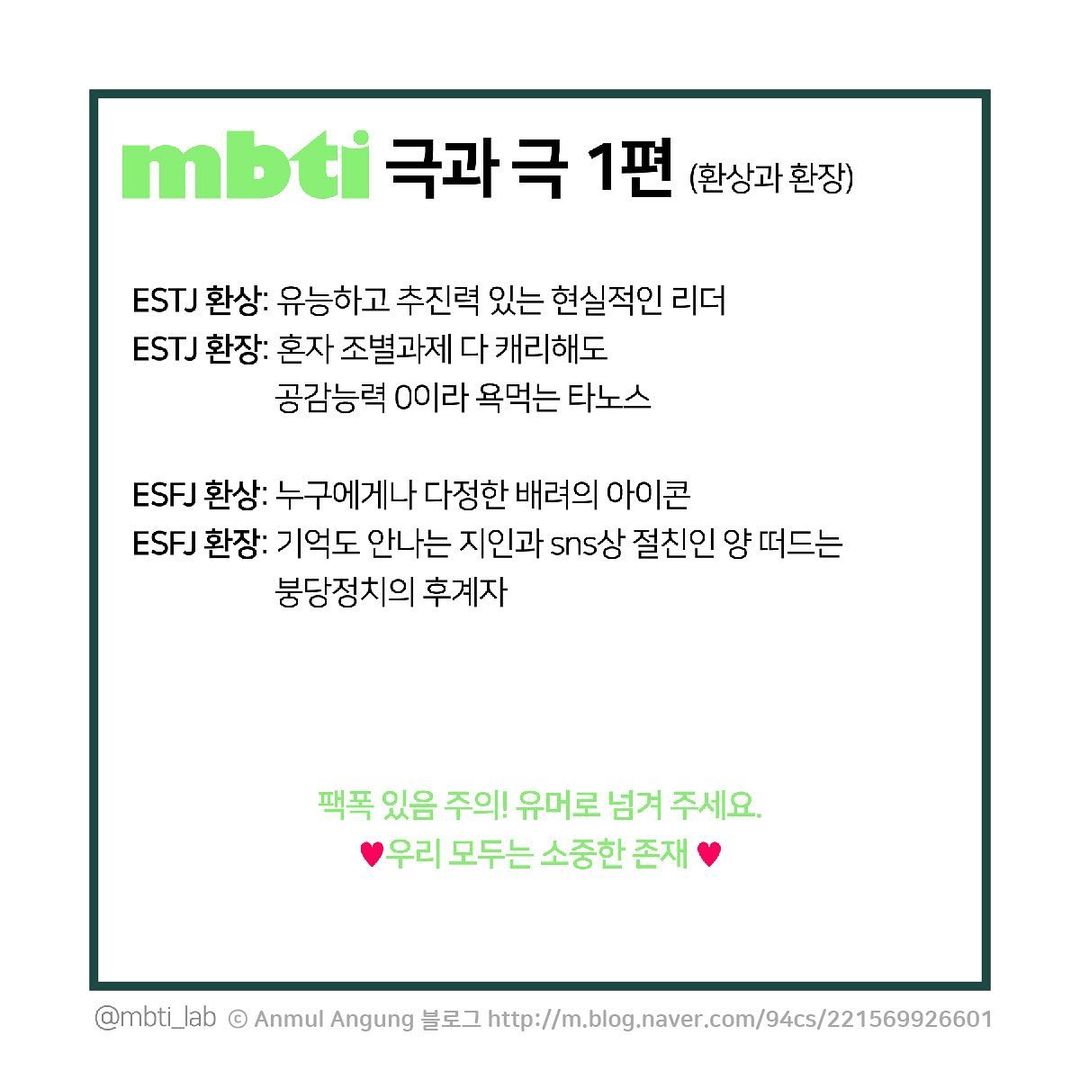 mbti 극과 극 1편 (환상과 환장)
ESTJ 환상: 유능하고 추진력 있는 현실적인 리더
ESTJ 환장: 혼자 조별과제 다 캐리해도
공감능력 0이라 욕먹는 타노스
ESFJ 환상: 누구에게나 다정한 배려의 아이콘
ESFJ 환장: 기억도 안나는 지인과 sns상 절친인 양 떠드는
붕당정치의 후계자
팩폭 있음 주의! 유머로 넘겨 주세요.
♥우리 모두는 소중한 존재 ♥
@mbti_lab ⓒ Anmul Angung 블로그 http://m.blog.naver.com/94cs/221569926601